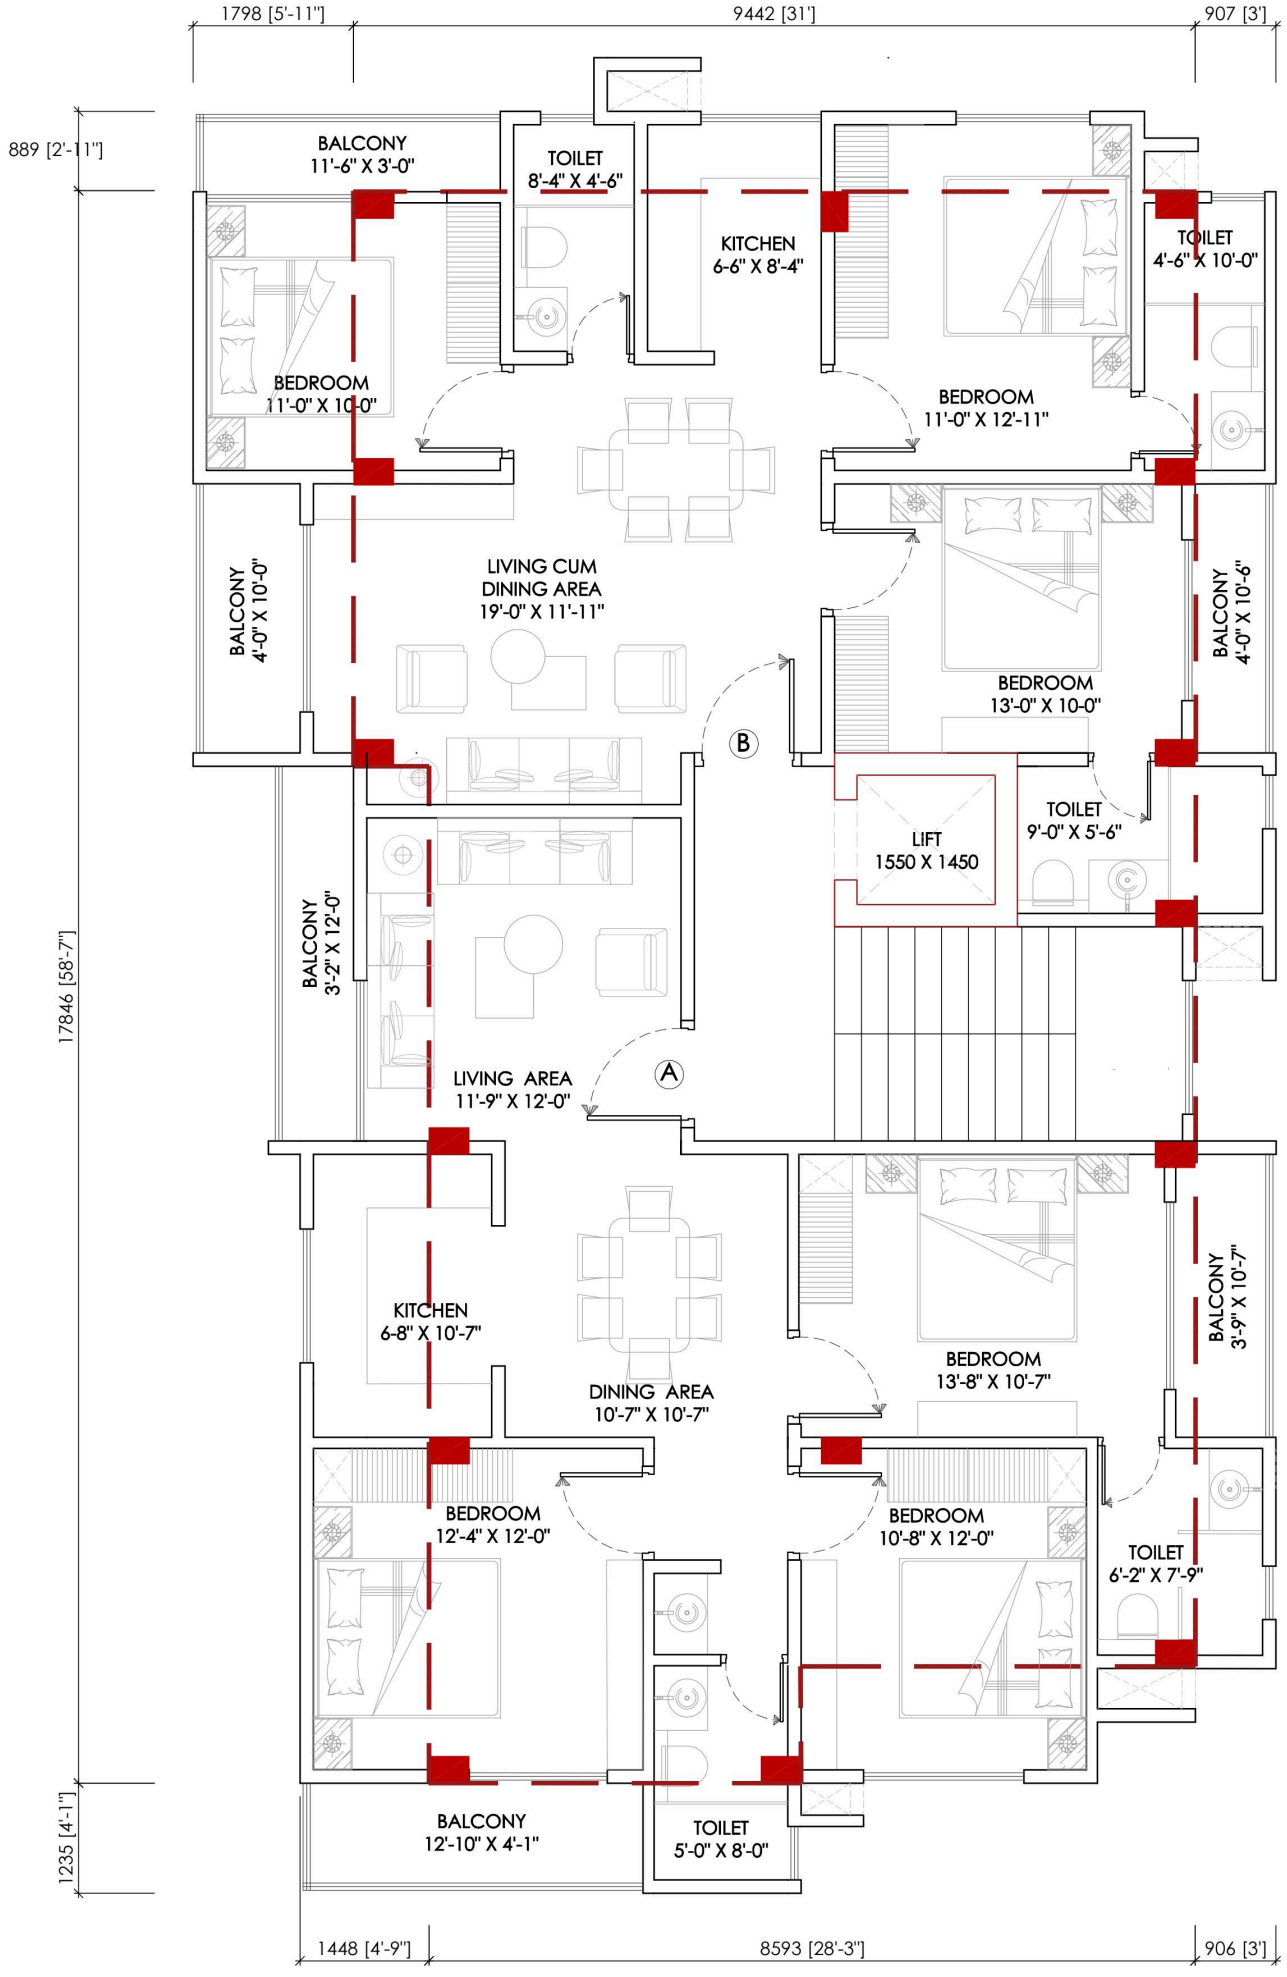 1798 [5'-11"]
9442 [31']
907 [3']
889 [2'-11"]
BALCONY
11'-6" X 3'-0"
TOILET
8'-4" X 4'-6"
KITCHEN
6-6" X 8'-4"
TOILET
4'-6" X 10'-0"
BEDROOM
11'-0" X 10-0"
BEDROOM
11'-0" X 12'-11"
LIVING CUM
DINING AREA
19'-0" X 11'-11"
BALCONY
4'-0" X 10'-0"
BALCONY
4'-0" X 10'-6"
BEDROOM
13'-0" X 10-0"
B
TOILET
9'-0" X 5'-6"
LIFT
1550 X 1450
BALCONY
3'-2" X 12'-0"
17846 [58'-7"]
LIVING AREA
11'-9" X 12'-0"
A
KITCHEN
6-8" X 10'-7"
DINING AREA
10'-7" X 10'-7"
BEDROOM
13'-8" X 10'-7"
BALCONY
3'-9" X 10'-7"
BEDROOM
12'-4" X 12'-0"
BEDROOM
10'-8" X 12'-0"
TOILET
6'-2" X 7'-9"
BALCONY
12'-10" X 4'-1"
TOILET
5'-0" X 8'-0"
1235 [4'-1"]
1448 [4'-9"]
8593 [28'-3"]
906 [3']